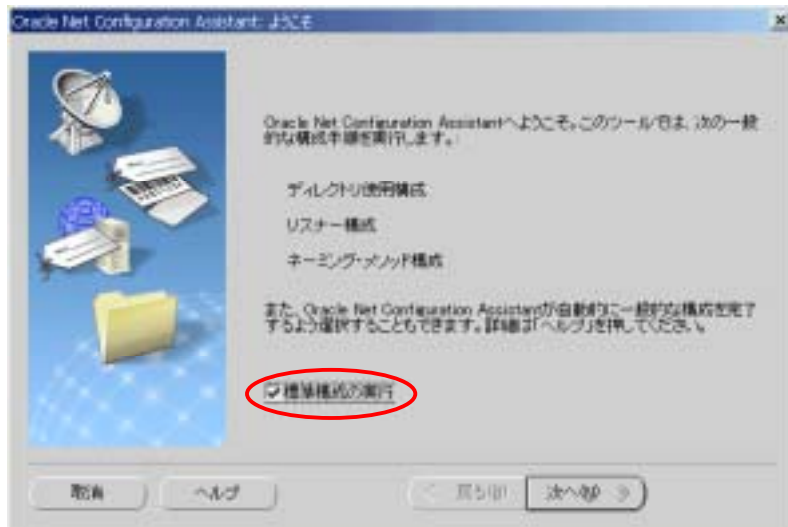 Oracle Net Configuration Assistant: ようこそ
Oracle Net Configuration Assistantへようこそ。このツールでは、次の一般
的な構成手順を実行します。:
ディレクトリ使用構成
リスナー構成
ネーミング・メソッド構成
また、Oracle Net Configuration Assistantが自動的に一般的な構成を完了
するよう選択することもできます。詳細は「ヘルプ」を押してください。
標準構成の実行
取消
ヘルプ
< 戻る(B)
次へ(N) >